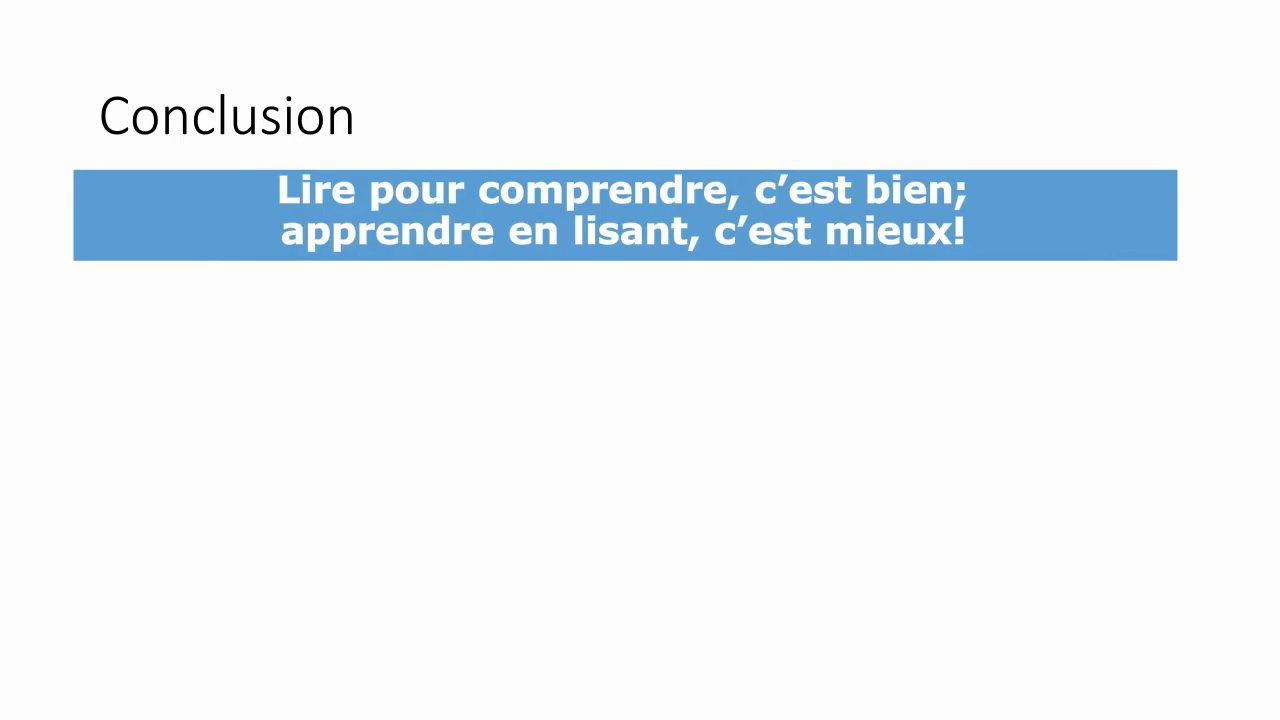 Conclusion
Lire pour comprendre, c’est bien;
apprendre en lisant, c’est mieux!